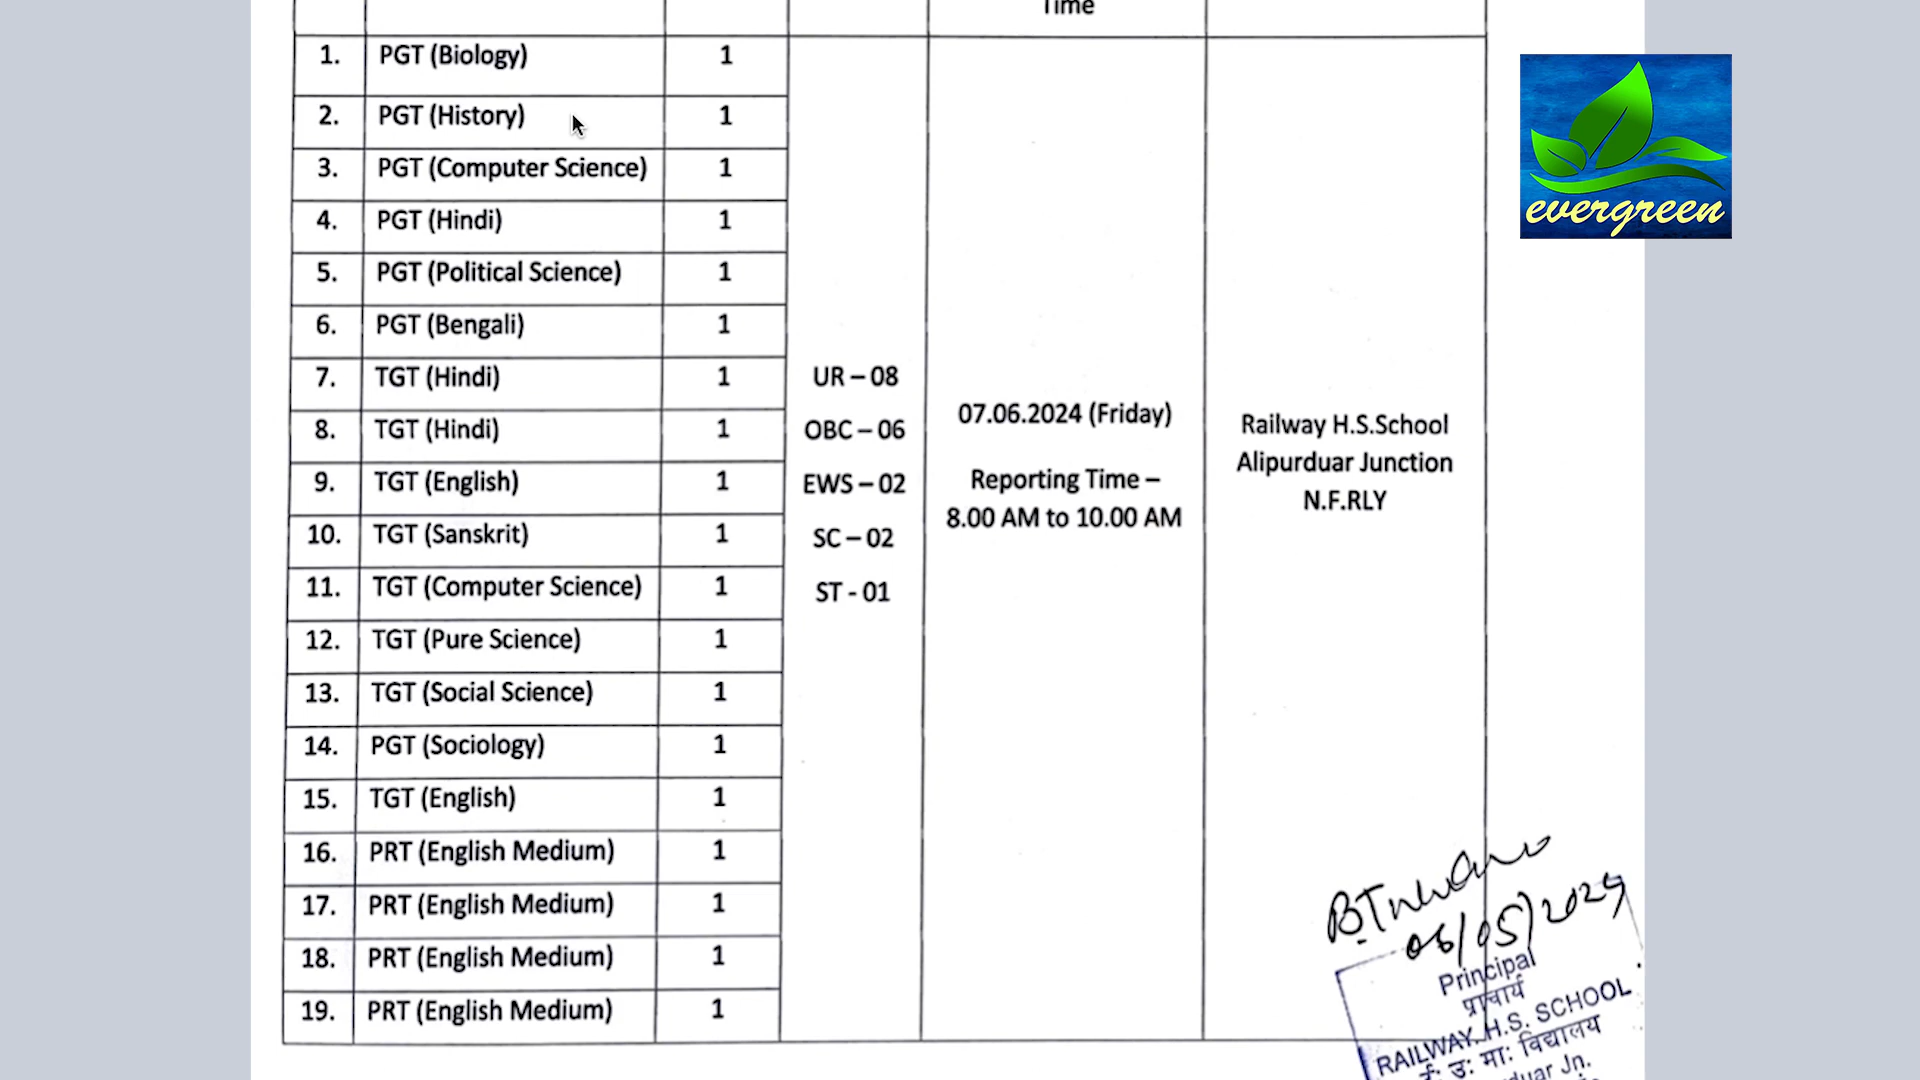 Time
1. PGT (Biology) 1
2. PGT (History) 1
3. PGT (Computer Science) 1
4. PGT (Hindi) 1
5. PGT (Political Science) 1
6. PGT (Bengali) 1
7. TGT (Hindi) 1
8. TGT (Hindi) 1
9. TGT (English) 1
10. TGT (Sanskrit) 1
11. TGT (Computer Science) 1
12. TGT (Pure Science) 1
13. TGT (Social Science) 1
14. PGT (Sociology) 1
15. TGT (English) 1
16. PRT (English Medium) 1
17. PRT (English Medium) 1
18. PRT (English Medium) 1
19. PRT (English Medium) 1
UR – 08
OBC – 06
EWS – 02
SC – 02
ST - 01
07.06.2024 (Friday)
Reporting Time –
8.00 AM to 10.00 AM
Railway H.S.School
Alipurduar Junction
N.F.RLY
evergreen
06/05/2024
Principal
प्राचार्य
RAILWAY H.S. SCHOOL
उ: मा: विद्यालय
Jn.